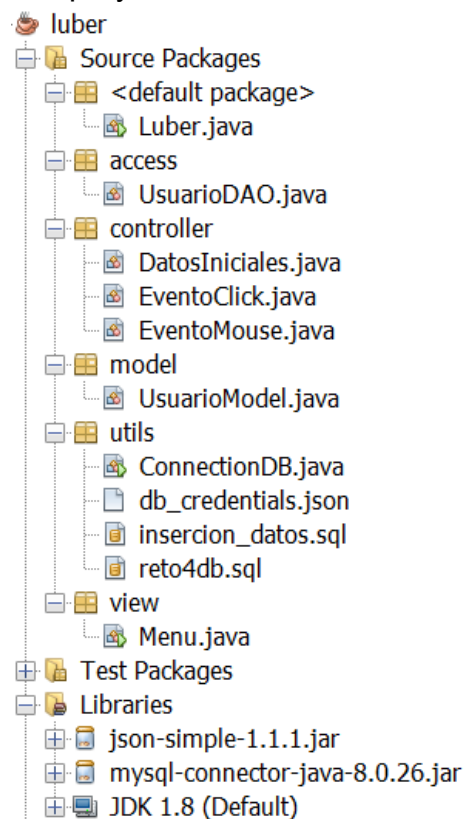 luber
Source Packages
<default package>
Luber.java
access
UsuarioDAO.java
controller
DatosIniciales.java
EventoClick.java
EventoMouse.java
model
UsuarioModel.java
utils
ConnectionDB.java
db_credentials.json
insercion_datos.sql
reto4db.sql
view
Menu.java
Test Packages
Libraries
json-simple-1.1.1.jar
mysql-connector-java-8.0.26.jar
JDK 1.8 (Default)